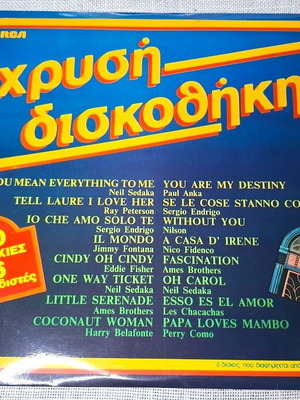 RCA
χρυσή
δισκοθήκη
YOU MEAN EVERYTHING TO ME
Neil Sedaka
TELL LAURE I LOVE HER
Ray Peterson
IO CHE AMO SOLO TE
Sergio Endrigo
IL MONDO
Jimmy Fontana
CINDY OH CINDY
Eddie Fisher
ONE WAY TICKET
Neil Sedaka
LITTLE SERENADE
Ames Brothers
COCONAUT WOMAN
Harry Belafonte
YOU ARE MY DESTINY
Paul Anka
SE LE COSE STANNO CO
Sergio Endrigo
WITHOUT YOU
Nilson
A CASA D' IRENE
Nico Fidenco
FASCINATION
Ames Brothers
OH CAROL
Neil Sedaka
ESSO ES EL AMOR
Les Chacachas
PAPA LOVES MAMBO
Perry Como
ο δίσκος πού διαφημίζεται από